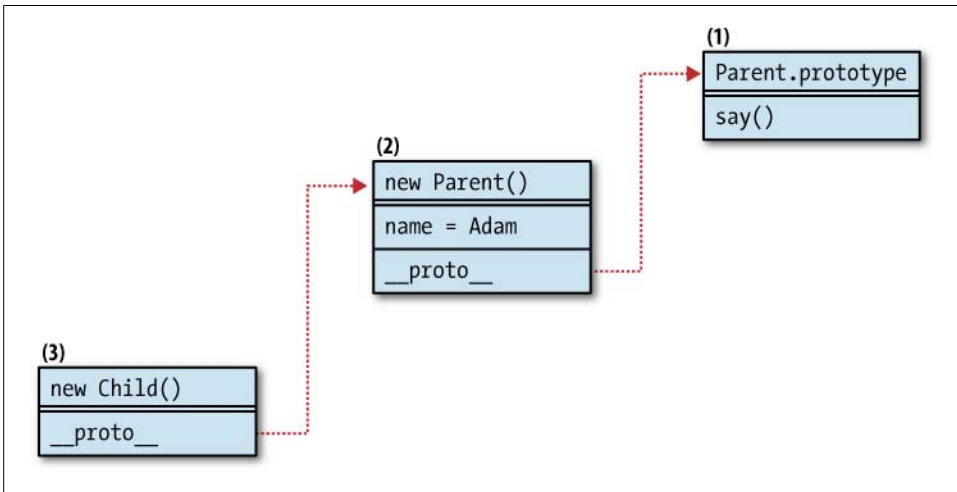 (1)
Parent.prototype
say()
(2)
new Parent()
name = Adam
__proto__
(3)
new Child()
__proto__